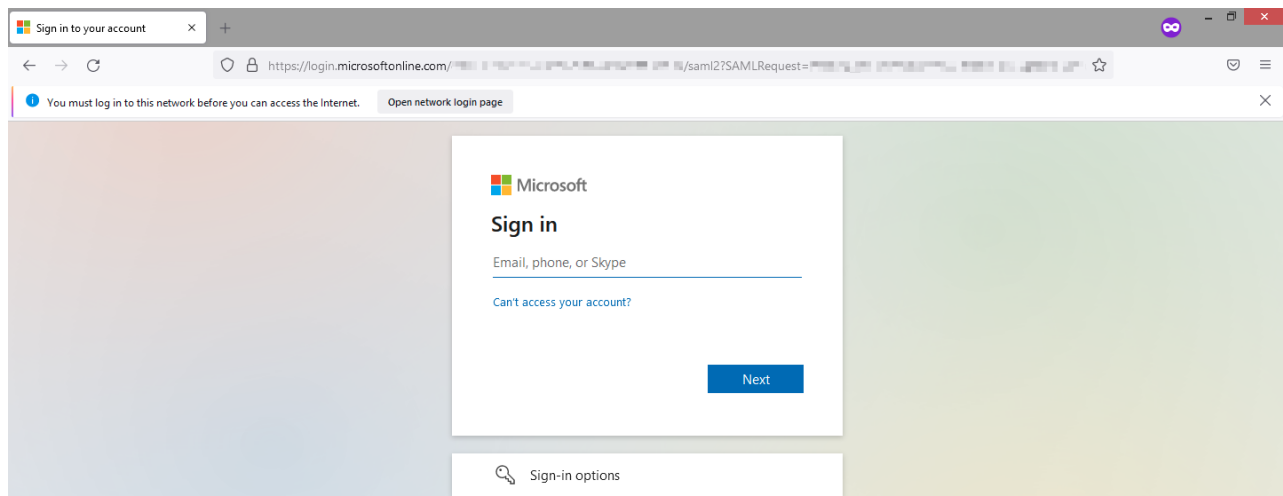 Sign in to your account
https://login.microsoftonline.com/ /saml2?SAMLRequest=
You must log in to this network before you can access the Internet. Open network login page
Microsoft
Sign in
Email, phone, or Skype
Can't access your account?
Next
Sign-in options